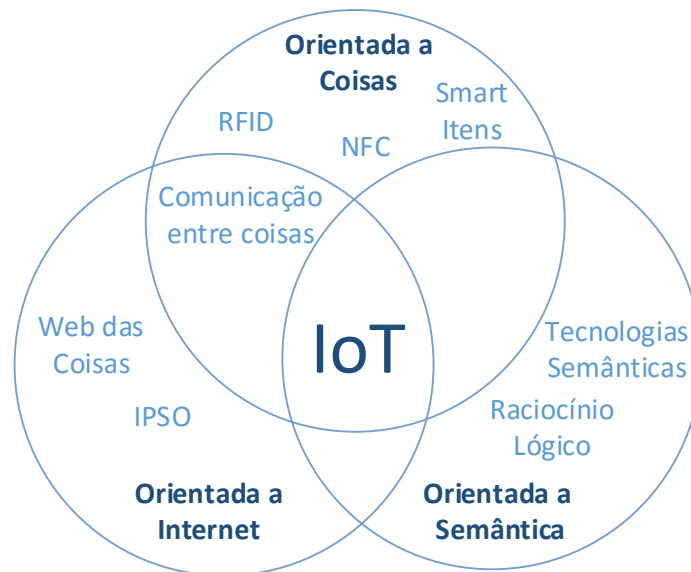 Orientada a
Coisas
Smart
Itens
RFID
NFC
Comunicação
entre coisas
Web das
Coisas
IPSO
IoT
Tecnologias
Semânticas
Raciocínio
Lógico
Orientada a
Internet
Orientada a
Semântica